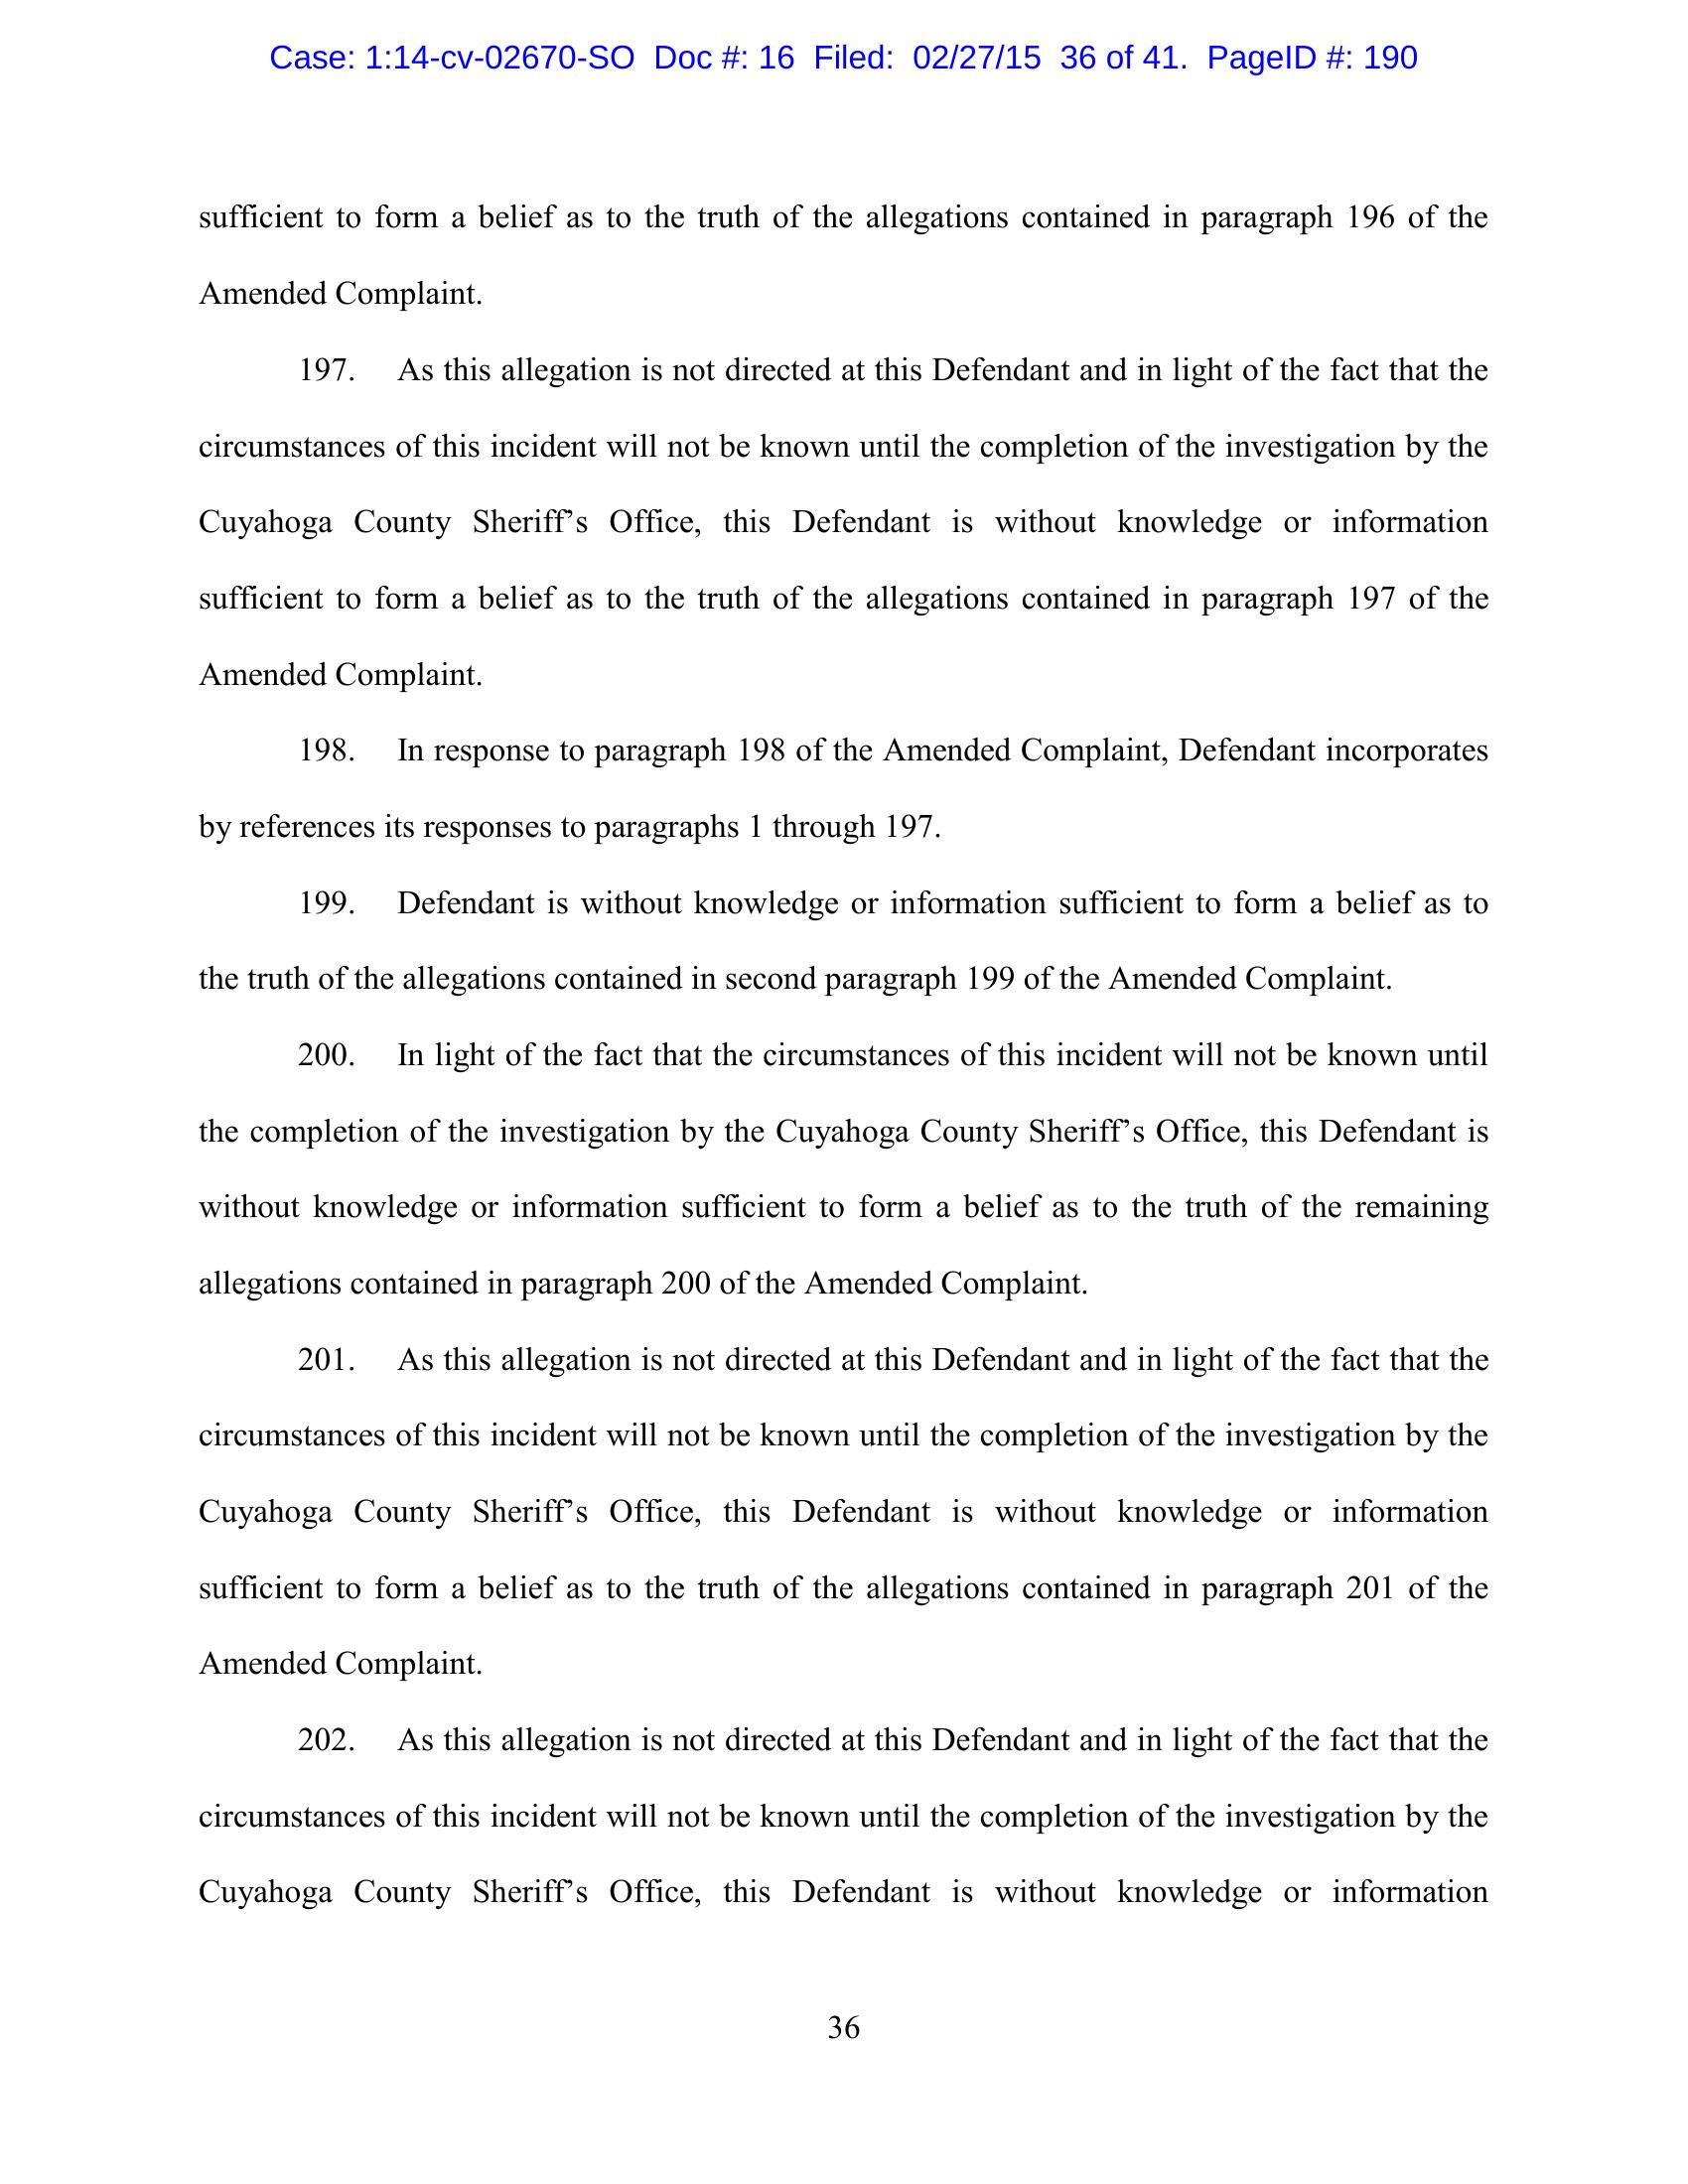 Case: 1:14-cv-02670-SO Doc #: 16 Filed: 02/27/15 36 of 41. PageID #: 190
sufficient to form a belief as to the truth of the allegations contained in paragraph 196 of the
Amended Complaint.
197. As this allegation is not directed at this Defendant and in light of the fact that the
circumstances of this incident will not be known until the completion of the investigation by the
Cuyahoga County Sheriff’s Office, this Defendant is without knowledge or information
sufficient to form a belief as to the truth of the allegations contained in paragraph 197 of the
Amended Complaint.
198. In response to paragraph 198 of the Amended Complaint, Defendant incorporates
by references its responses to paragraphs 1 through 197.
199. Defendant is without knowledge or information sufficient to form a belief as to
the truth of the allegations contained in second paragraph 199 of the Amended Complaint.
200. In light of the fact that the circumstances of this incident will not be known until
the completion of the investigation by the Cuyahoga County Sheriff’s Office, this Defendant is
without knowledge or information sufficient to form a belief as to the truth of the remaining
allegations contained in paragraph 200 of the Amended Complaint.
201. As this allegation is not directed at this Defendant and in light of the fact that the
circumstances of this incident will not be known until the completion of the investigation by the
Cuyahoga County Sheriff’s Office, this Defendant is without knowledge or information
sufficient to form a belief as to the truth of the allegations contained in paragraph 201 of the
Amended Complaint.
202. As this allegation is not directed at this Defendant and in light of the fact that the
circumstances of this incident will not be known until the completion of the investigation by the
Cuyahoga County Sheriff’s Office, this Defendant is without knowledge or information
36